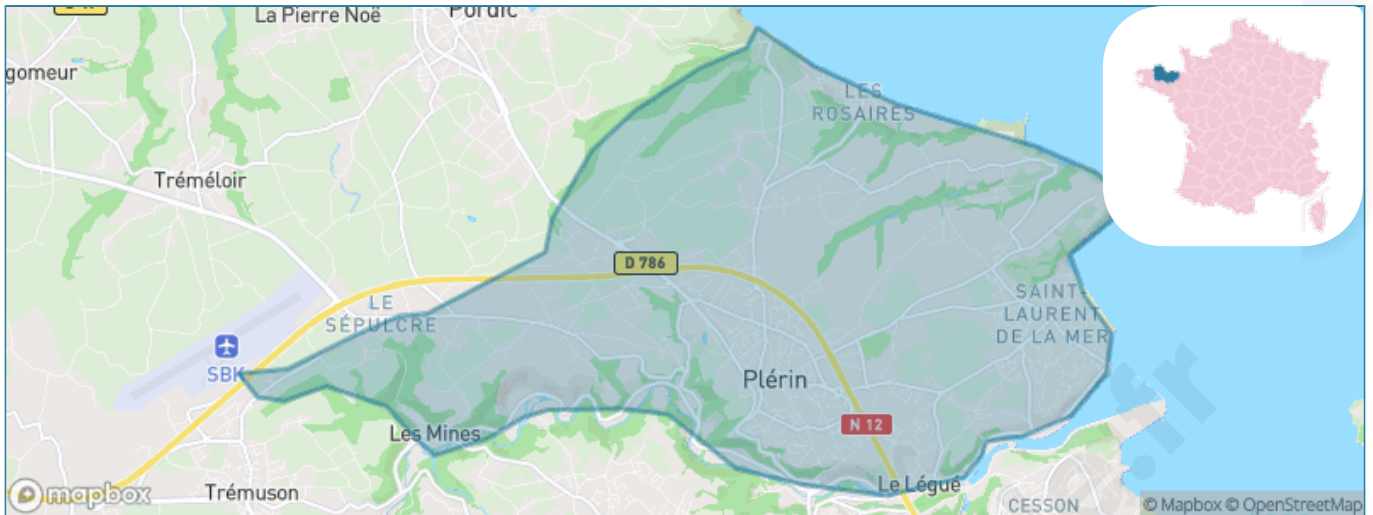 La Pierre Noë
Pordic
gomeur
LES
ROSAIRES
Tréméloir
D 786
LE
SÉPULCRE
SAINT-
LAURENT
DE LA MER
SBK
Plérin
N 12
Les Mines
Le Légué
Trémuson
CESSON
mapbox
© Mapbox © OpenStreetMap
.fr